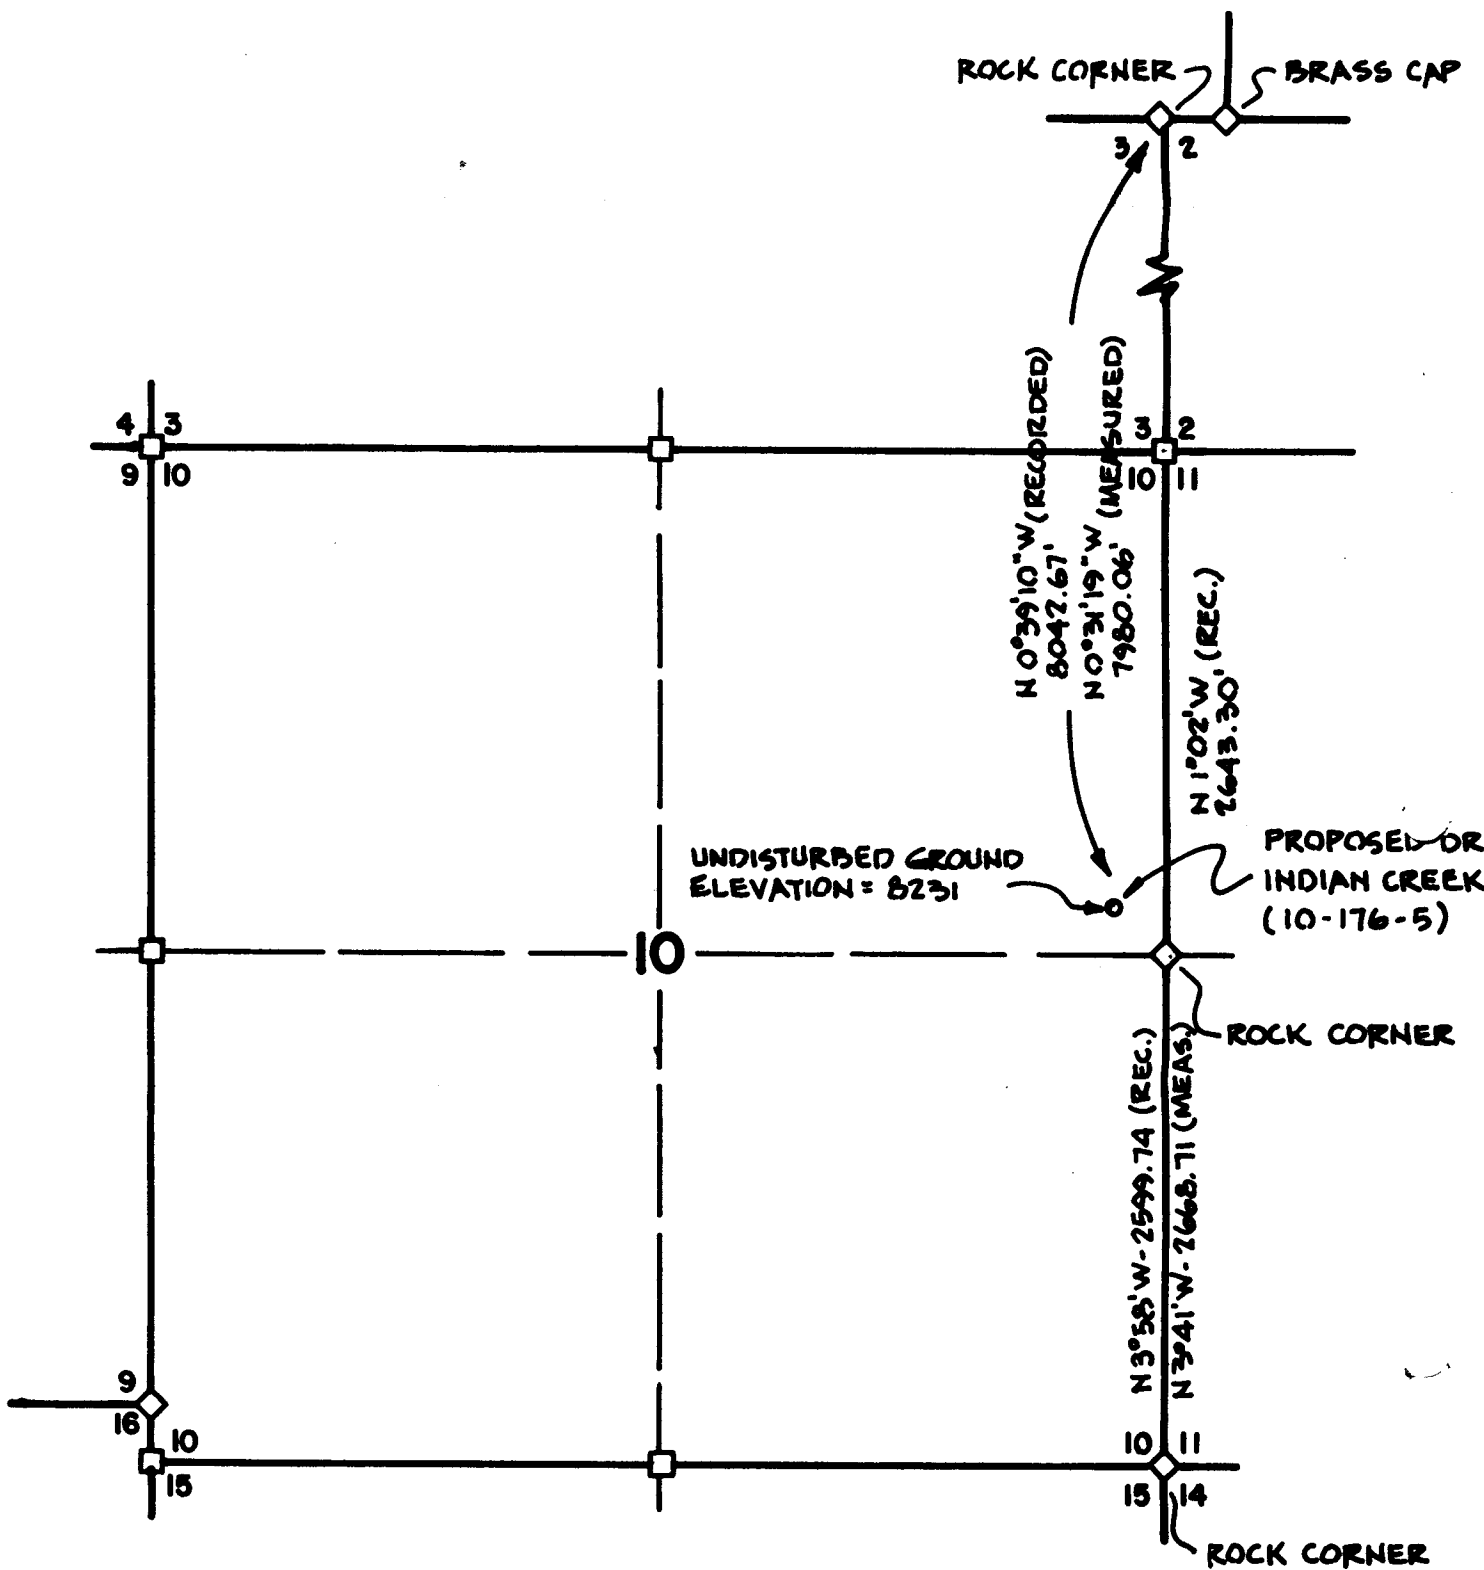 ROCK CORNER
BRASS CAP
3 2
N 0°39'10"W (RECORDED)
8042.67'
N 0°31'19"W (MEASURED)
7980.06'
4 3
9 10
3 2
10 11
N 1°02'W (REC.)
2643.30'
UNDISTURBED GROUND
ELEVATION = 8231
PROPOSED DR
INDIAN CREEK
(10-176-5)
10
ROCK CORNER
N 3°58'W - 2599.74 (REC.)
N 3°41'W - 2668.71 (MEAS.)
9
16
10
15
10 11
15 14
ROCK CORNER